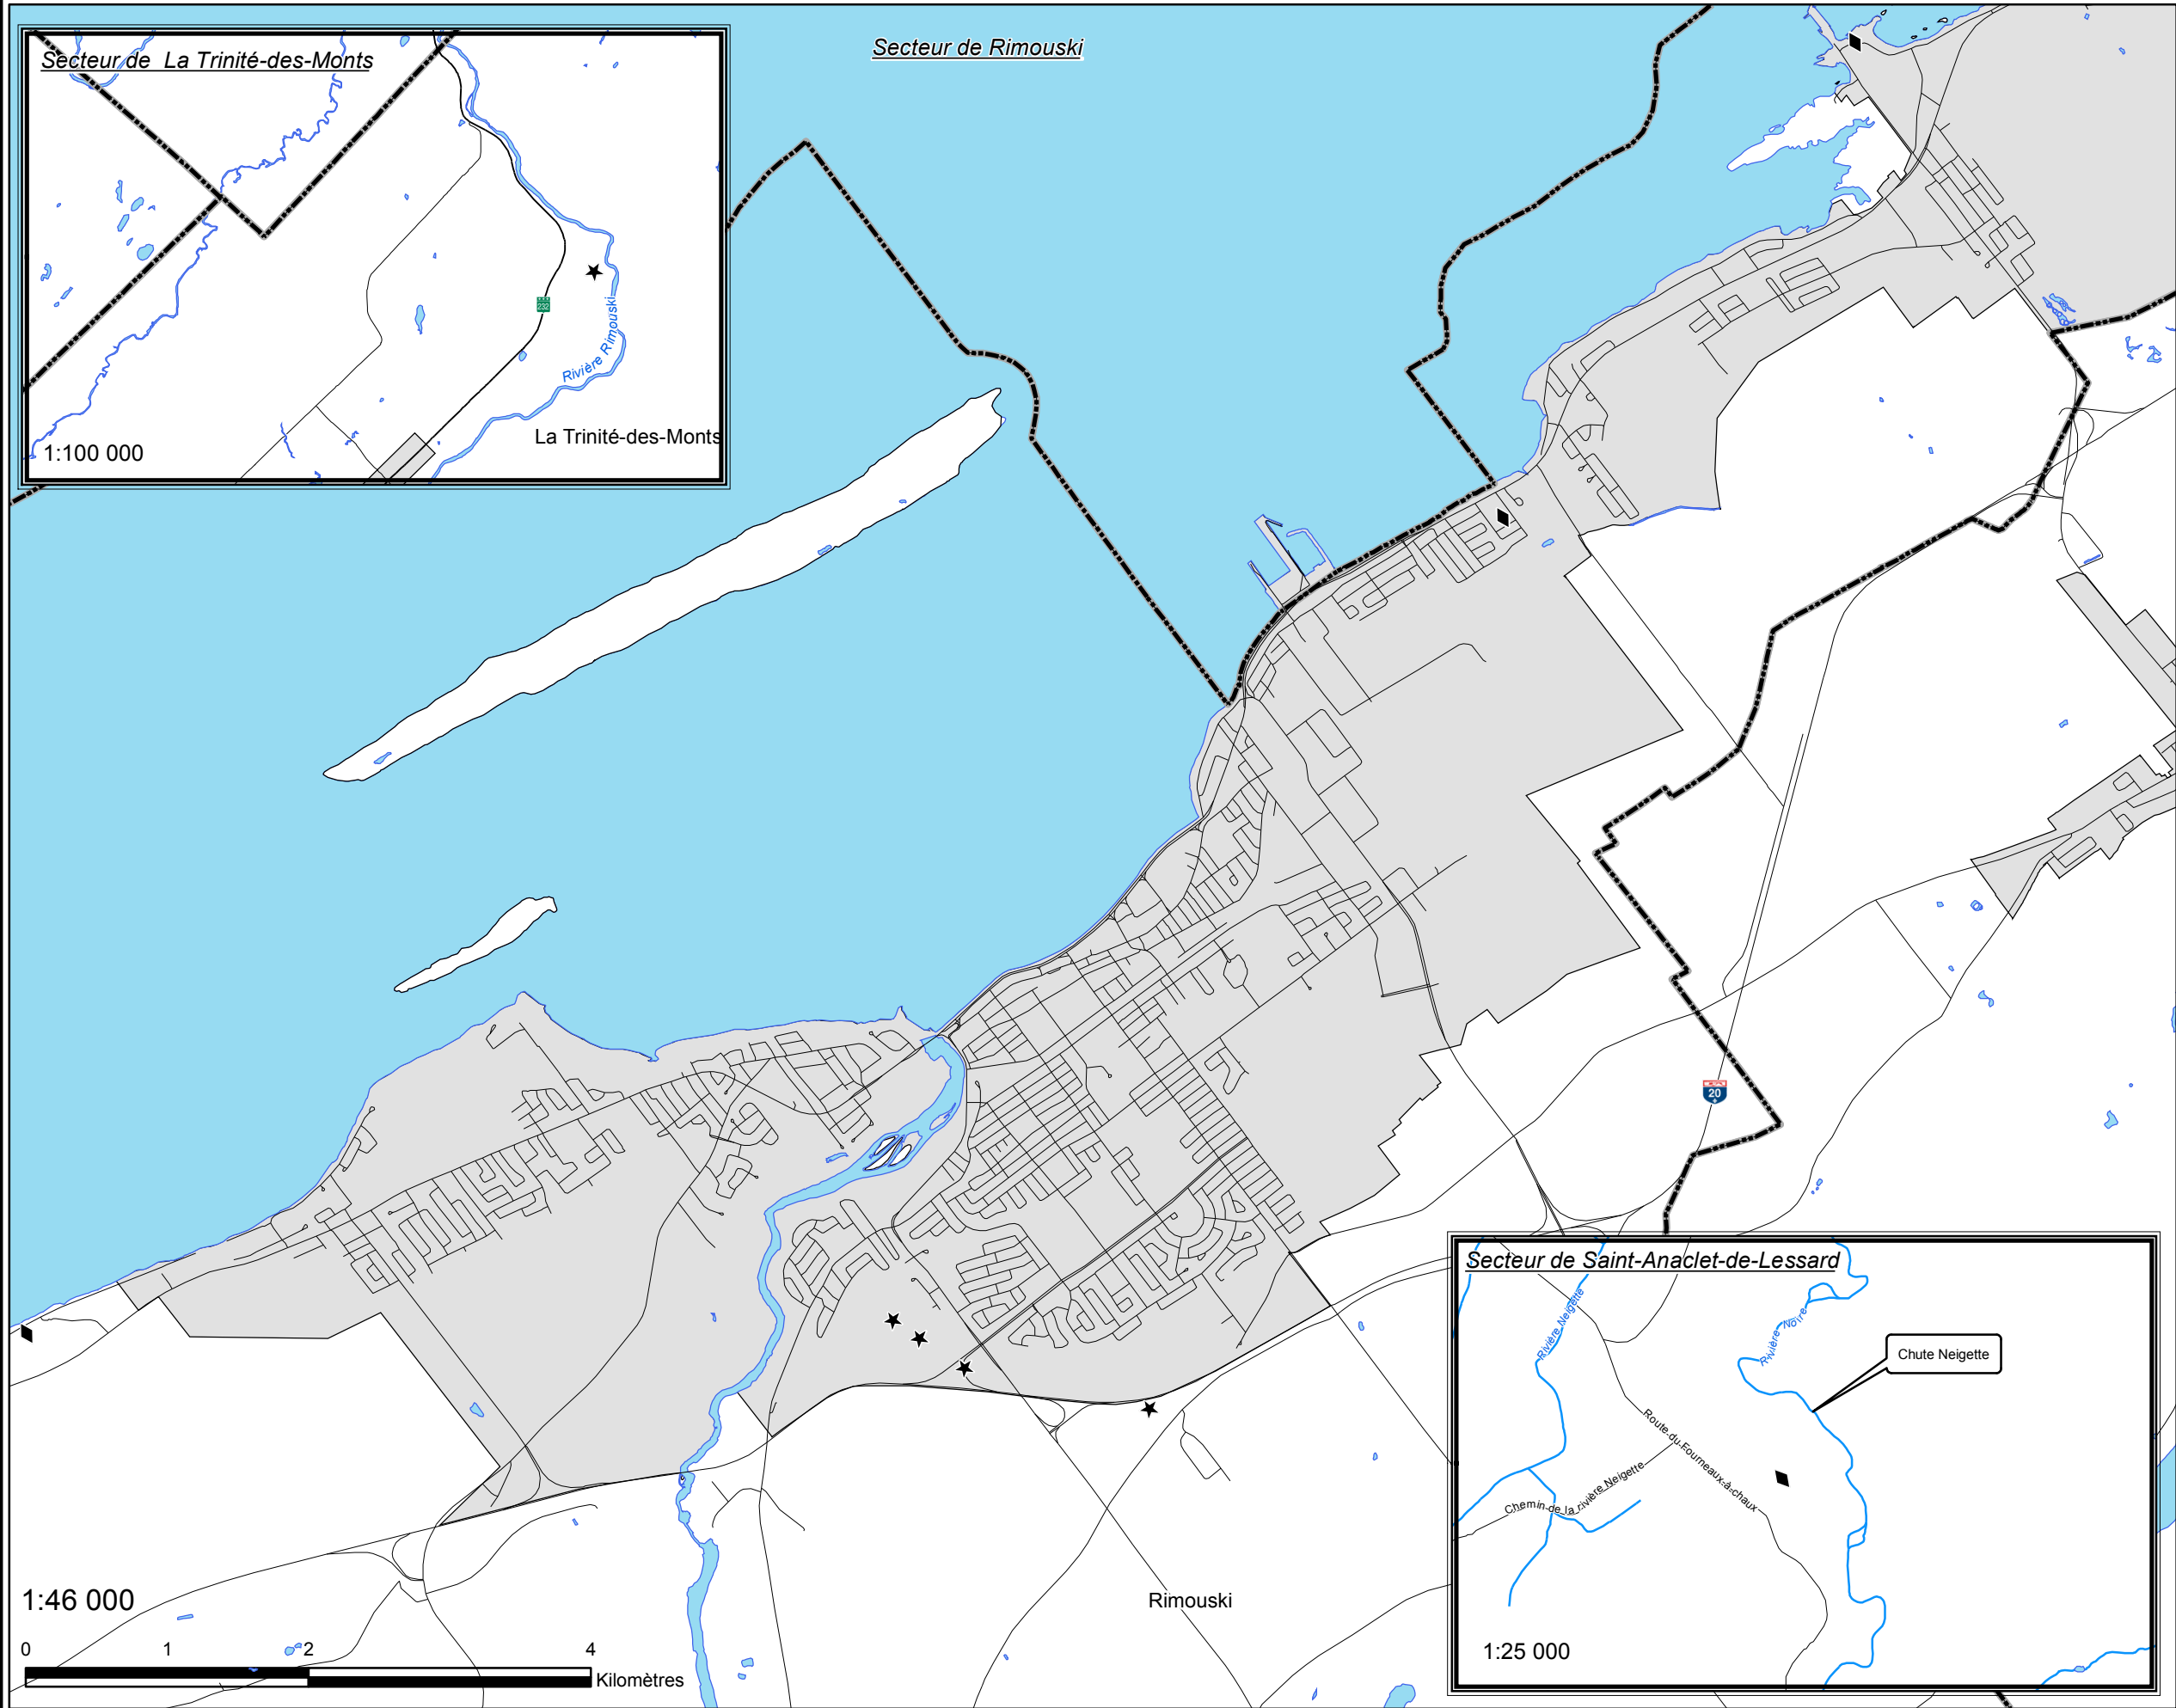 Secteur de Rimouski
Secteur de La Trinité-des-Monts
232
Rivière Rimouski
La Trinité-des-Monts
1:100 000
20
Secteur de Saint-Anaclet-de-Lessard
Rivière Neigette
Rivière Noire
Chute Neigette
Route du Fourneaux-à-chaux
Chemin de la rivière Neigette
1:25 000
Rimouski
1:46 000
0 1 2 4
Kilomètres